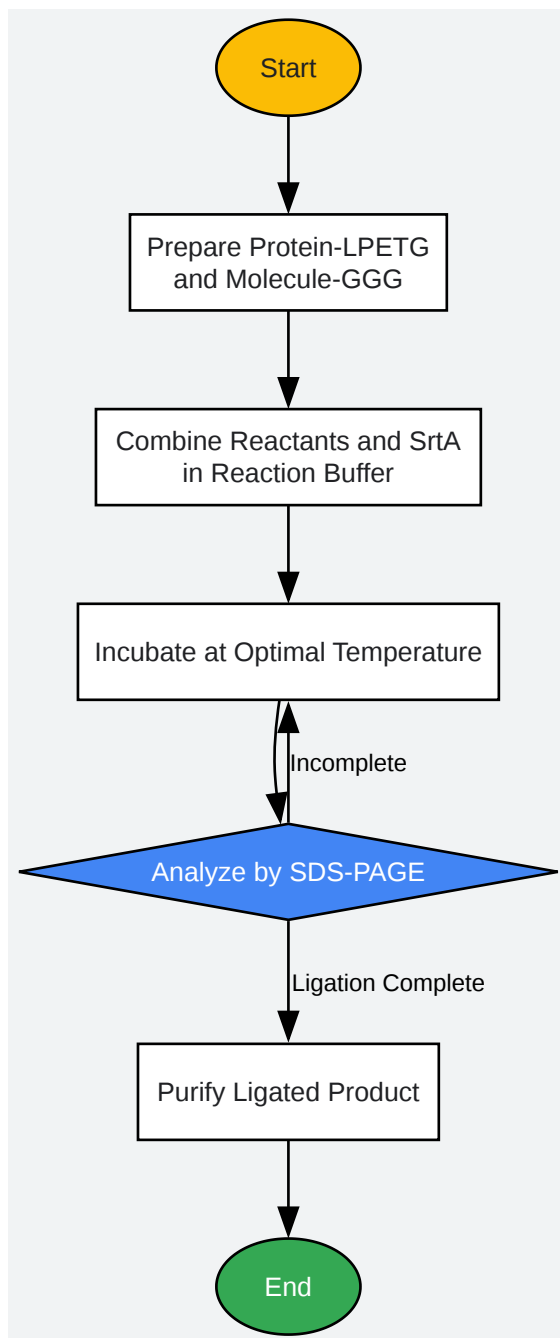 Start
Prepare Protein-LPETG
and Molecule-GGG
Combine Reactants and SrtA
in Reaction Buffer
Incubate at Optimal Temperature
Incomplete
Analyze by SDS-PAGE
Ligation Complete
Purify Ligated Product
End